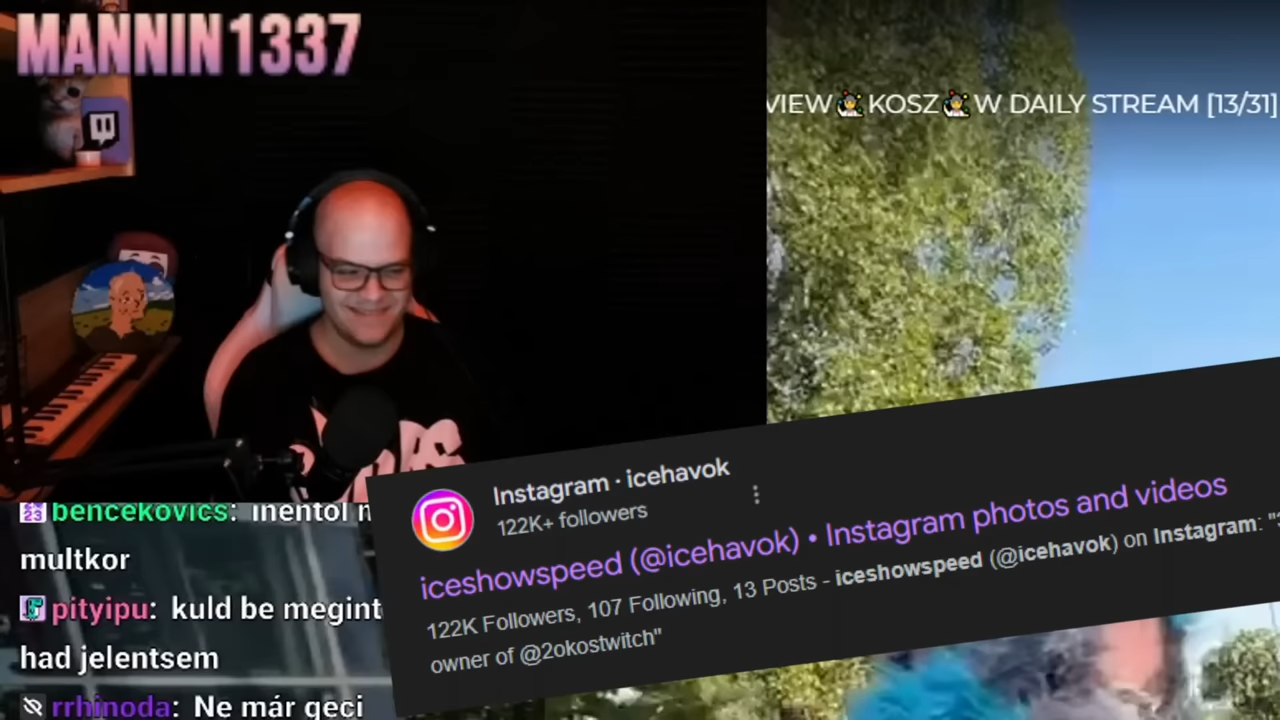 MANNIN1337
VIEW KOSZ W DAILY STREAM [13/31]
Instagram · icehavok
122K+ followers
iceshowspeed (@icehavok) • Instagram photos and videos
122K Followers, 107 Following, 13 Posts - iceshowspeed (@icehavok) on Instagram: "
owner of @2okostwitch"
bencekovics: inentol
multkor
pityipu: kuld be megint
had jelentsem
rrhinoda: Ne már geci